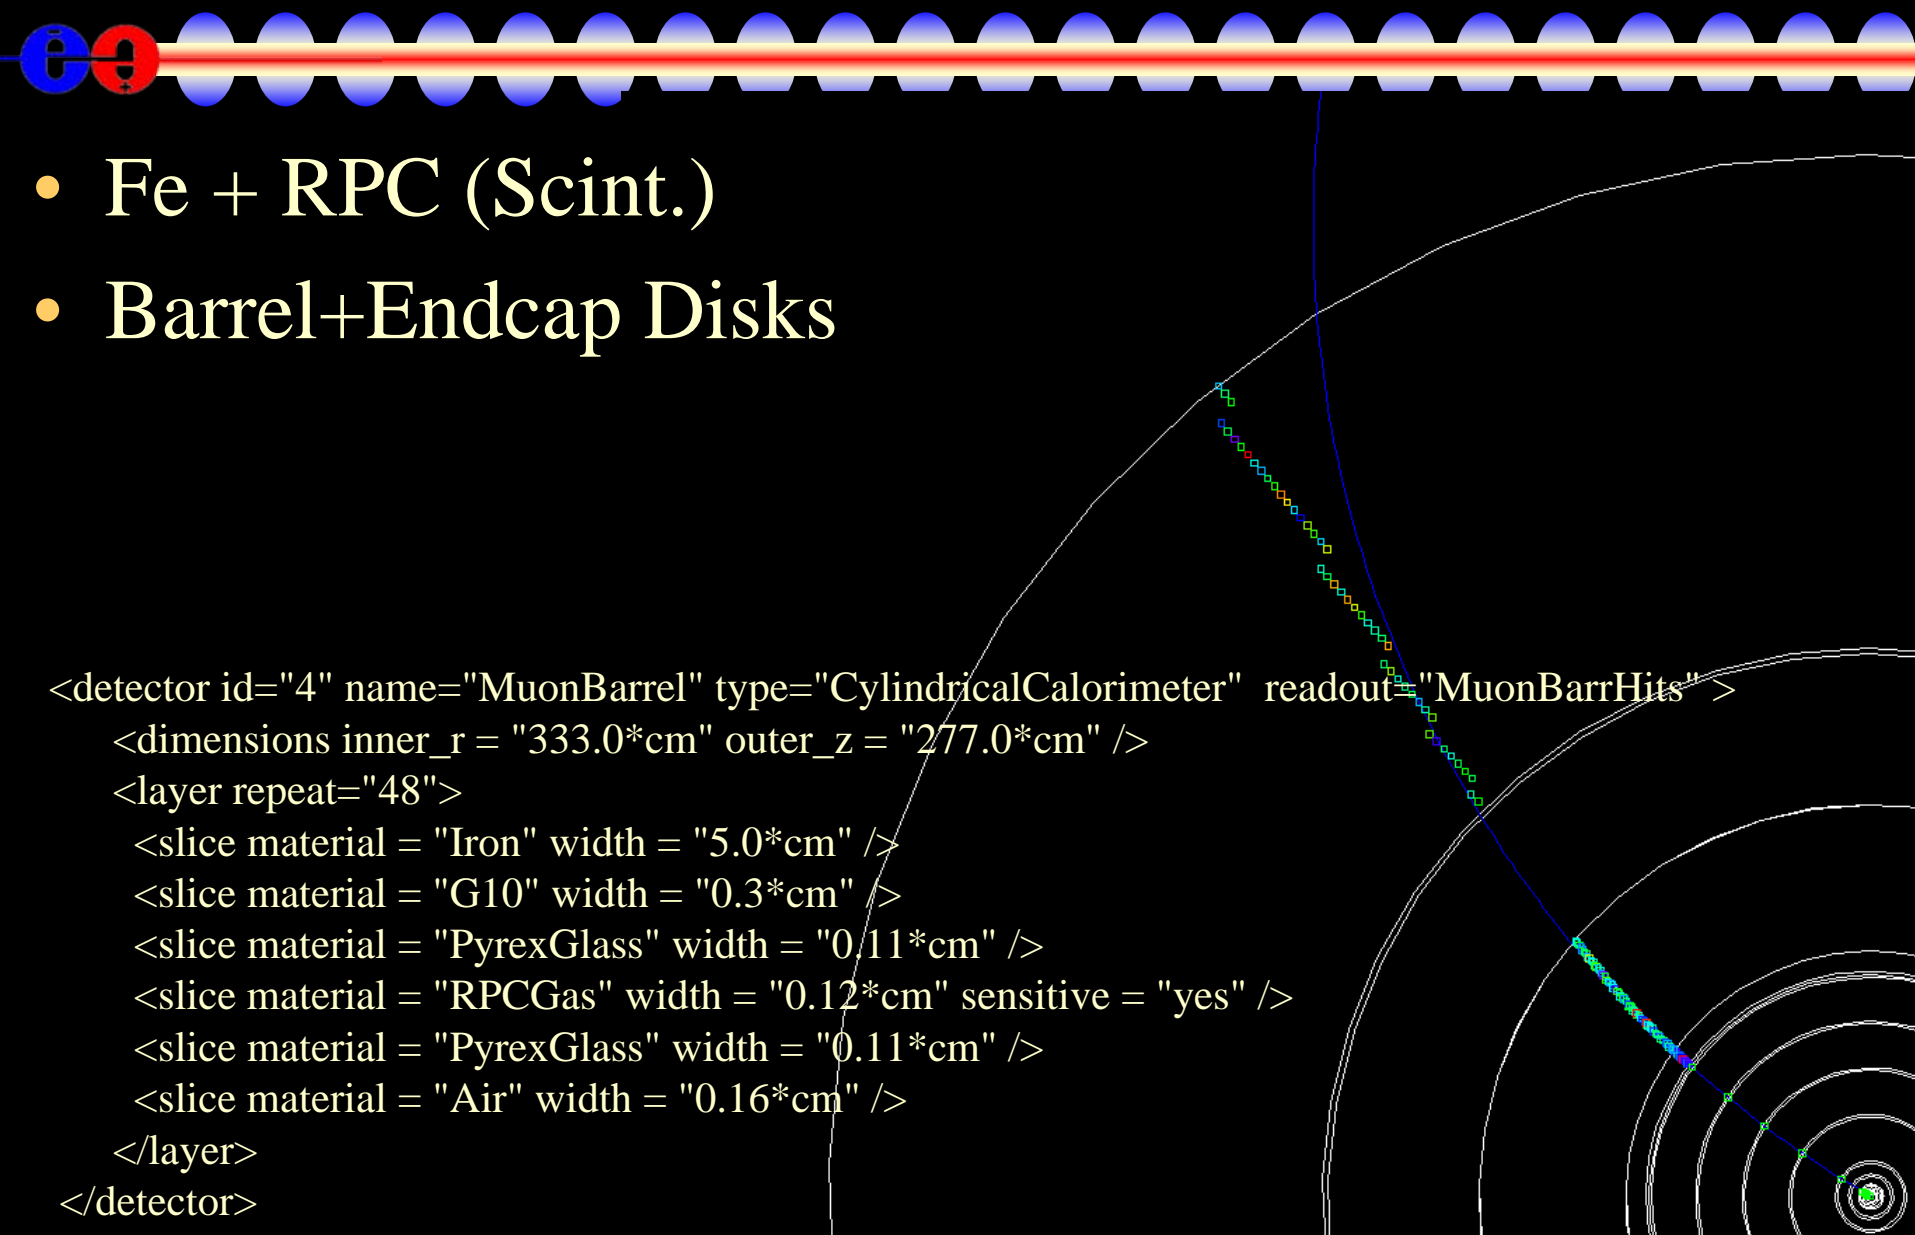 • Fe + RPC (Scint.)
• Barrel+Endcap Disks
<detector id="4" name="MuonBarrel" type="CylindricalCalorimeter"  readout="MuonBarrHits" >
<dimensions inner_r = "333.0*cm" outer_z = "277.0*cm" />
<layer repeat="48">
<slice material = "Iron" width = "5.0*cm" />
<slice material = "G10" width = "0.3*cm" />
<slice material = "PyrexGlass" width = "0.11*cm" />
<slice material = "RPCGas" width = "0.12*cm" sensitive = "yes" />
<slice material = "PyrexGlass" width = "0.11*cm" />
<slice material = "Air" width = "0.16*cm" />
</layer>
</detector>